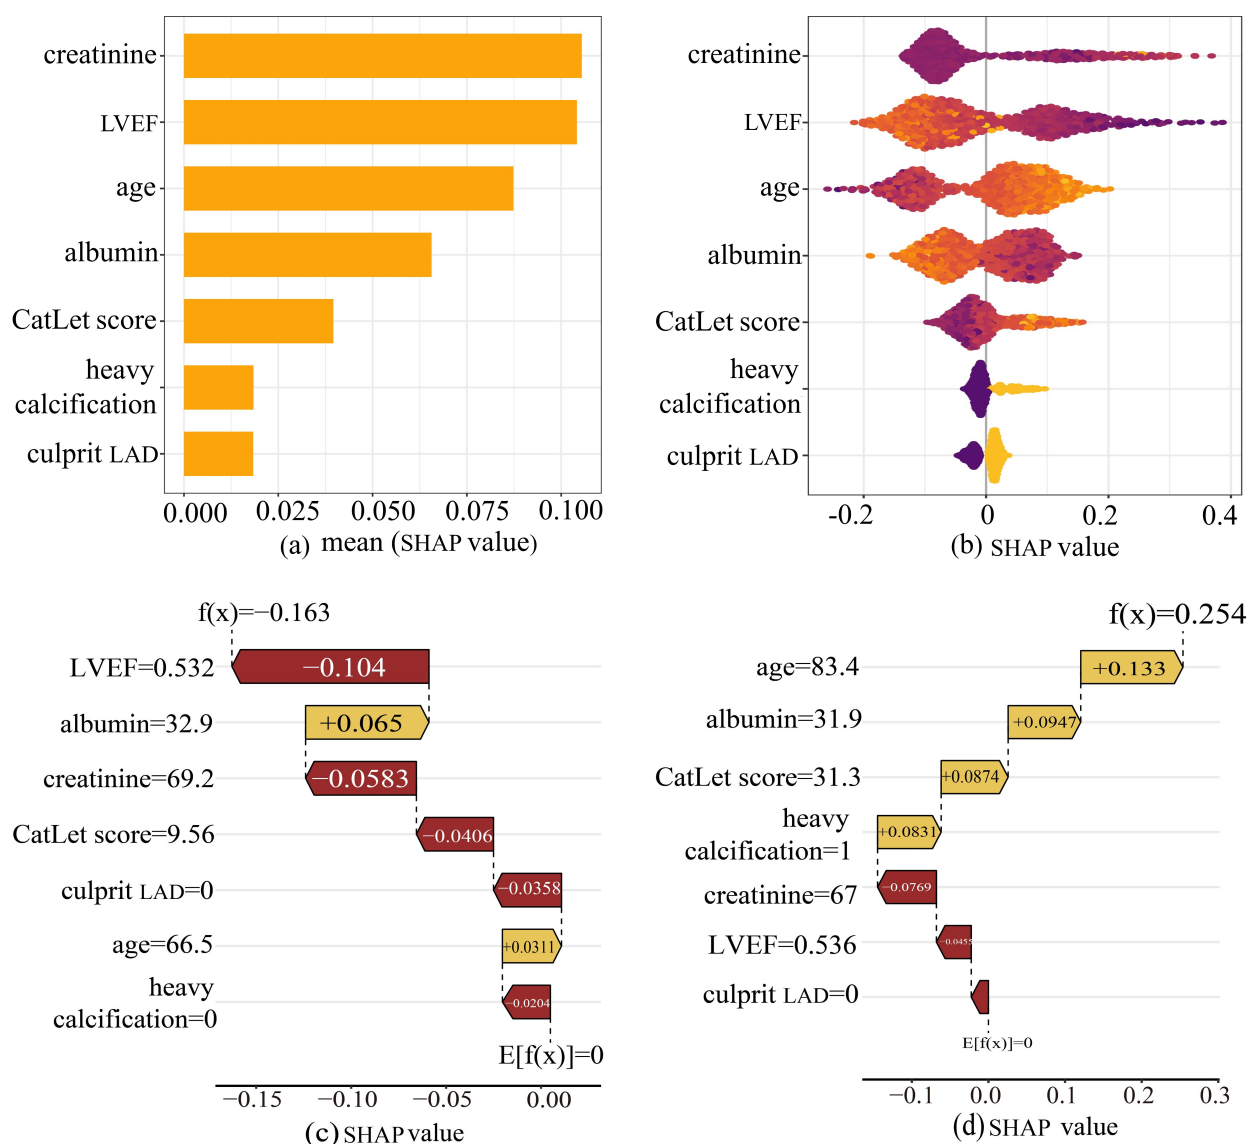 creatinine
LVEF
age
albumin
CatLet score
heavy
calcification
culprit LAD
0.000 0.025 0.050 0.075 0.100
(a) mean (SHAP value)
creatinine
LVEF
age
albumin
CatLet score
heavy
calcification
culprit LAD
-0.2 0 0.2 0.4
(b) SHAP value
f(x)=−0.163
LVEF=0.532 −0.104
albumin=32.9 +0.065
creatinine=69.2 −0.0583
CatLet score=9.56 −0.0406
culprit LAD=0 −0.0358
age=66.5 +0.0311
heavy
calcification=0 −0.0204
E[f(x)]=0
−0.15 −0.10 −0.05 0.00
(c) SHAP value
f(x)=0.254
age=83.4 +0.133
albumin=31.9 +0.0947
CatLet score=31.3 +0.0874
heavy
calcification=1 +0.0831
creatinine=67 −0.0769
LVEF=0.536 −0.0455
culprit LAD=0
E[f(x)]=0
−0.1 0.0 0.1 0.2 0.3
(d) SHAP value